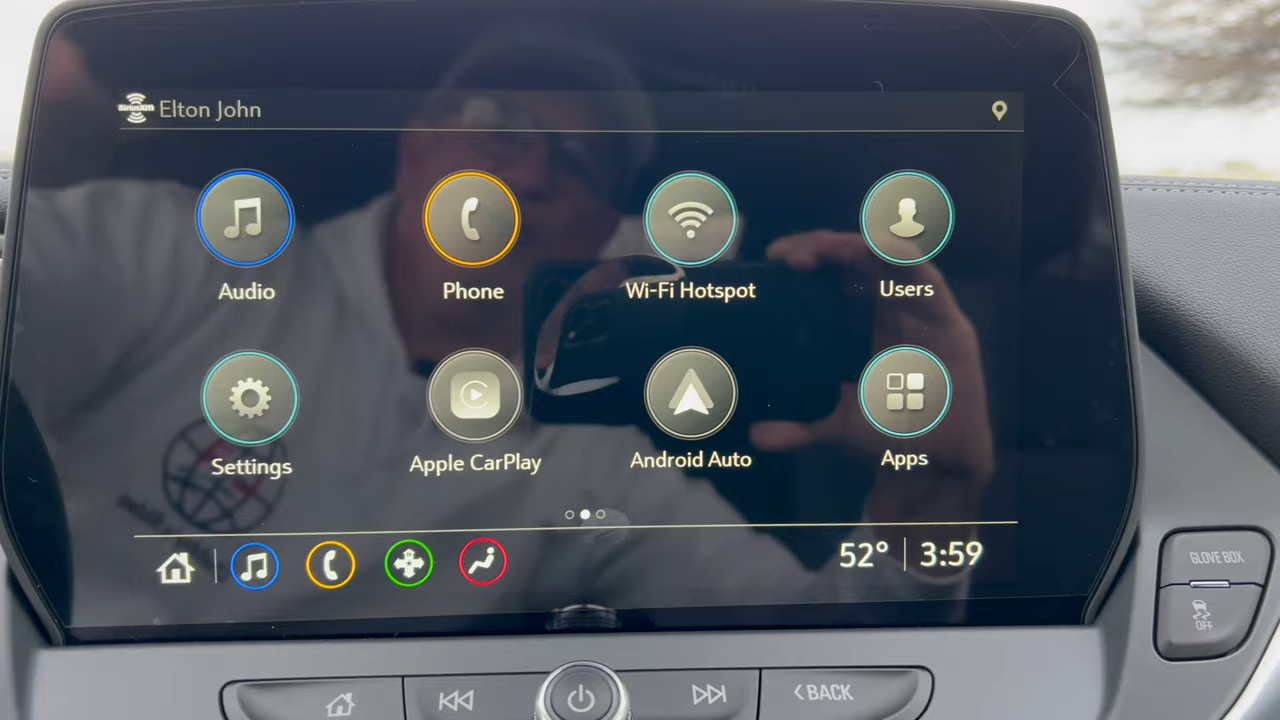 SiriusXM Elton John
Audio
Phone
Wi-Fi Hotspot
Users
Settings
Apple CarPlay
Android Auto
Apps
52° 3:59
GLOVE BOX
OFF
BACK